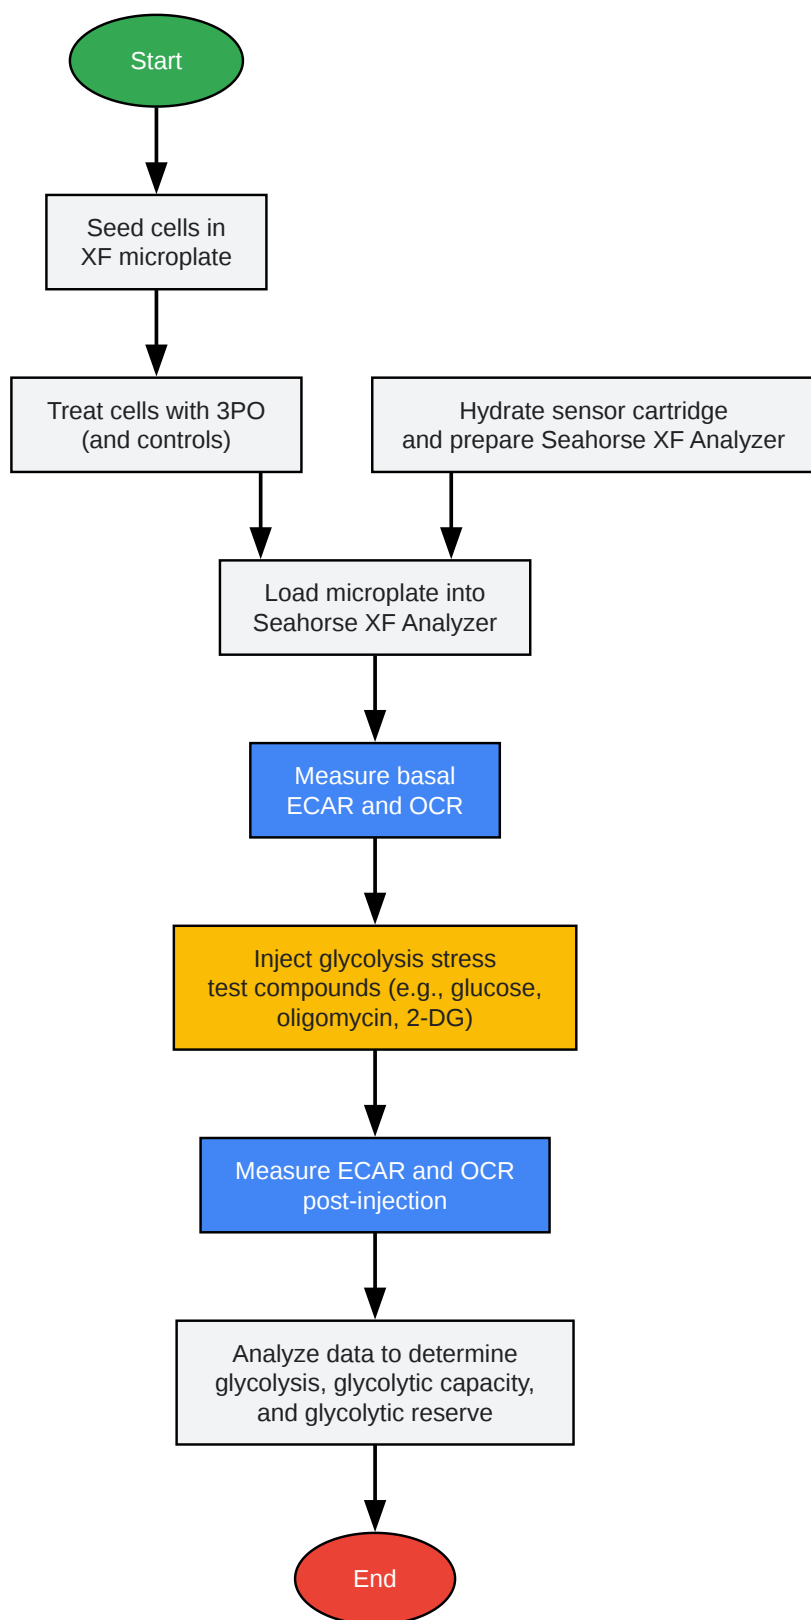 Start
Seed cells in
XF microplate
Treat cells with 3PO
(and controls)
Hydrate sensor cartridge
and prepare Seahorse XF Analyzer
Load microplate into
Seahorse XF Analyzer
Measure basal
ECAR and OCR
Inject glycolysis stress
test compounds (e.g., glucose,
oligomycin, 2-DG)
Measure ECAR and OCR
post-injection
Analyze data to determine
glycolysis, glycolytic capacity,
and glycolytic reserve
End